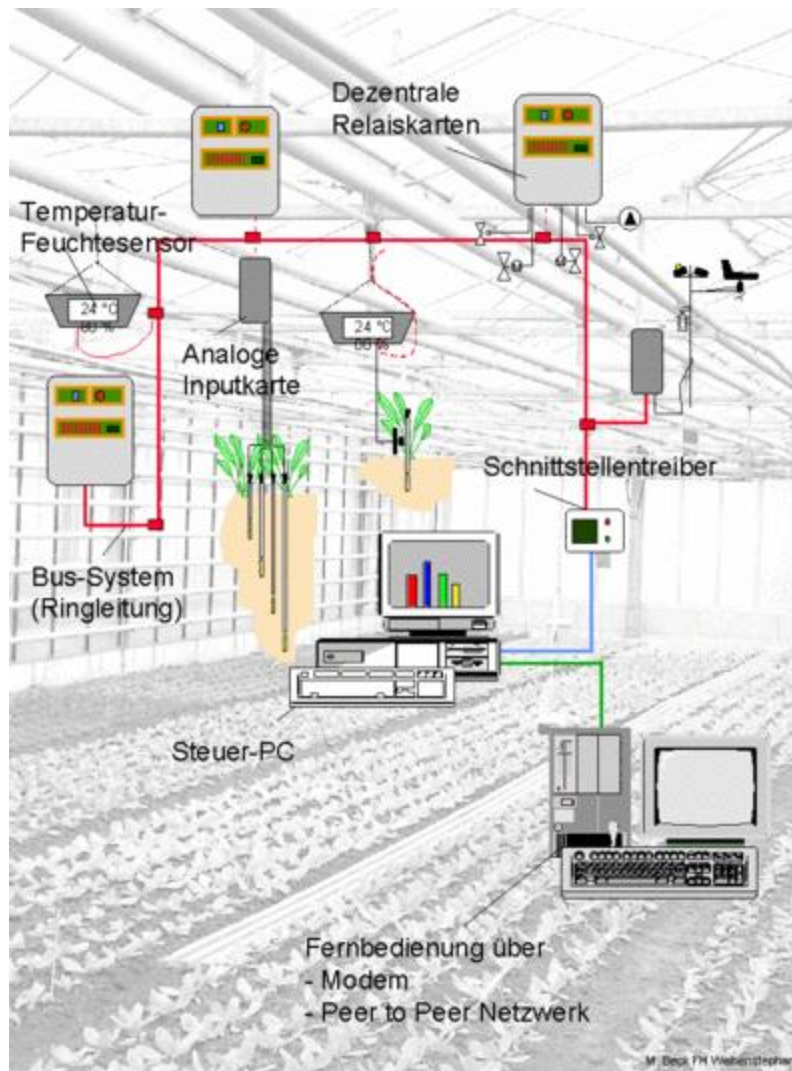 Dezentrale
Relaiskarten
Temperatur-
Feuchtesensor
24 °C
80 %
24 °C
Analoge
Inputkarte
Schnittstellentreiber
Bus-System
(Ringleitung)
Steuer-PC
Fernbedienung über
- Modem
- Peer to Peer Netzwerk
M. Beck FH Weihenstephan